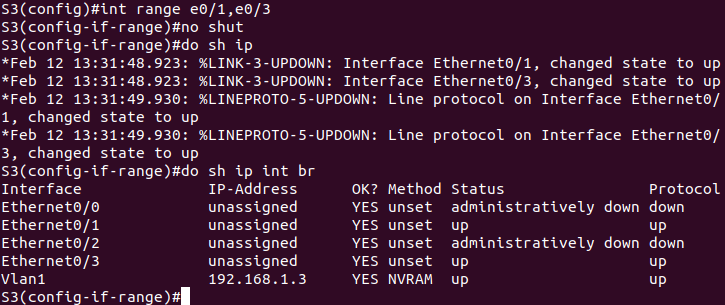 S3(config)#int range e0/1,e0/3
S3(config-if-range)#no shut
S3(config-if-range)#do sh ip
*Feb 12 13:31:48.923: %LINK-3-UPDOWN: Interface Ethernet0/1, changed state to up
*Feb 12 13:31:48.923: %LINK-3-UPDOWN: Interface Ethernet0/3, changed state to up
*Feb 12 13:31:49.930: %LINEPROTO-5-UPDOWN: Line protocol on Interface Ethernet0/
1, changed state to up
*Feb 12 13:31:49.930: %LINEPROTO-5-UPDOWN: Line protocol on Interface Ethernet0/
3, changed state to up
S3(config-if-range)#do sh ip int br
Interface IP-Address OK? Method Status Protocol
Ethernet0/0 unassigned YES unset administratively down down
Ethernet0/1 unassigned YES unset up up
Ethernet0/2 unassigned YES unset administratively down down
Ethernet0/3 unassigned YES unset up up
Vlan1 192.168.1.3 YES NVRAM up up
S3(config-if-range)#